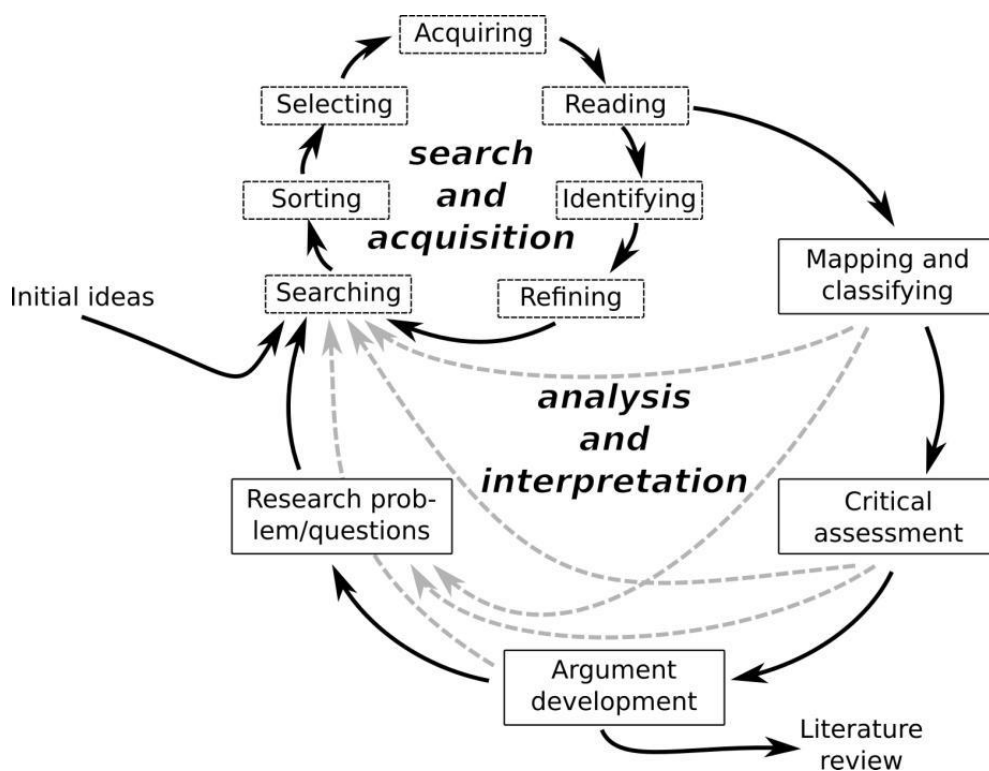 Acquiring
Selecting
Reading
search
and
acquisition
Sorting
Identifying
Initial ideas
Searching
Refining
Mapping and
classifying
analysis
and
interpretation
Research prob-
lem/questions
Critical
assessment
Argument
development
Literature
review